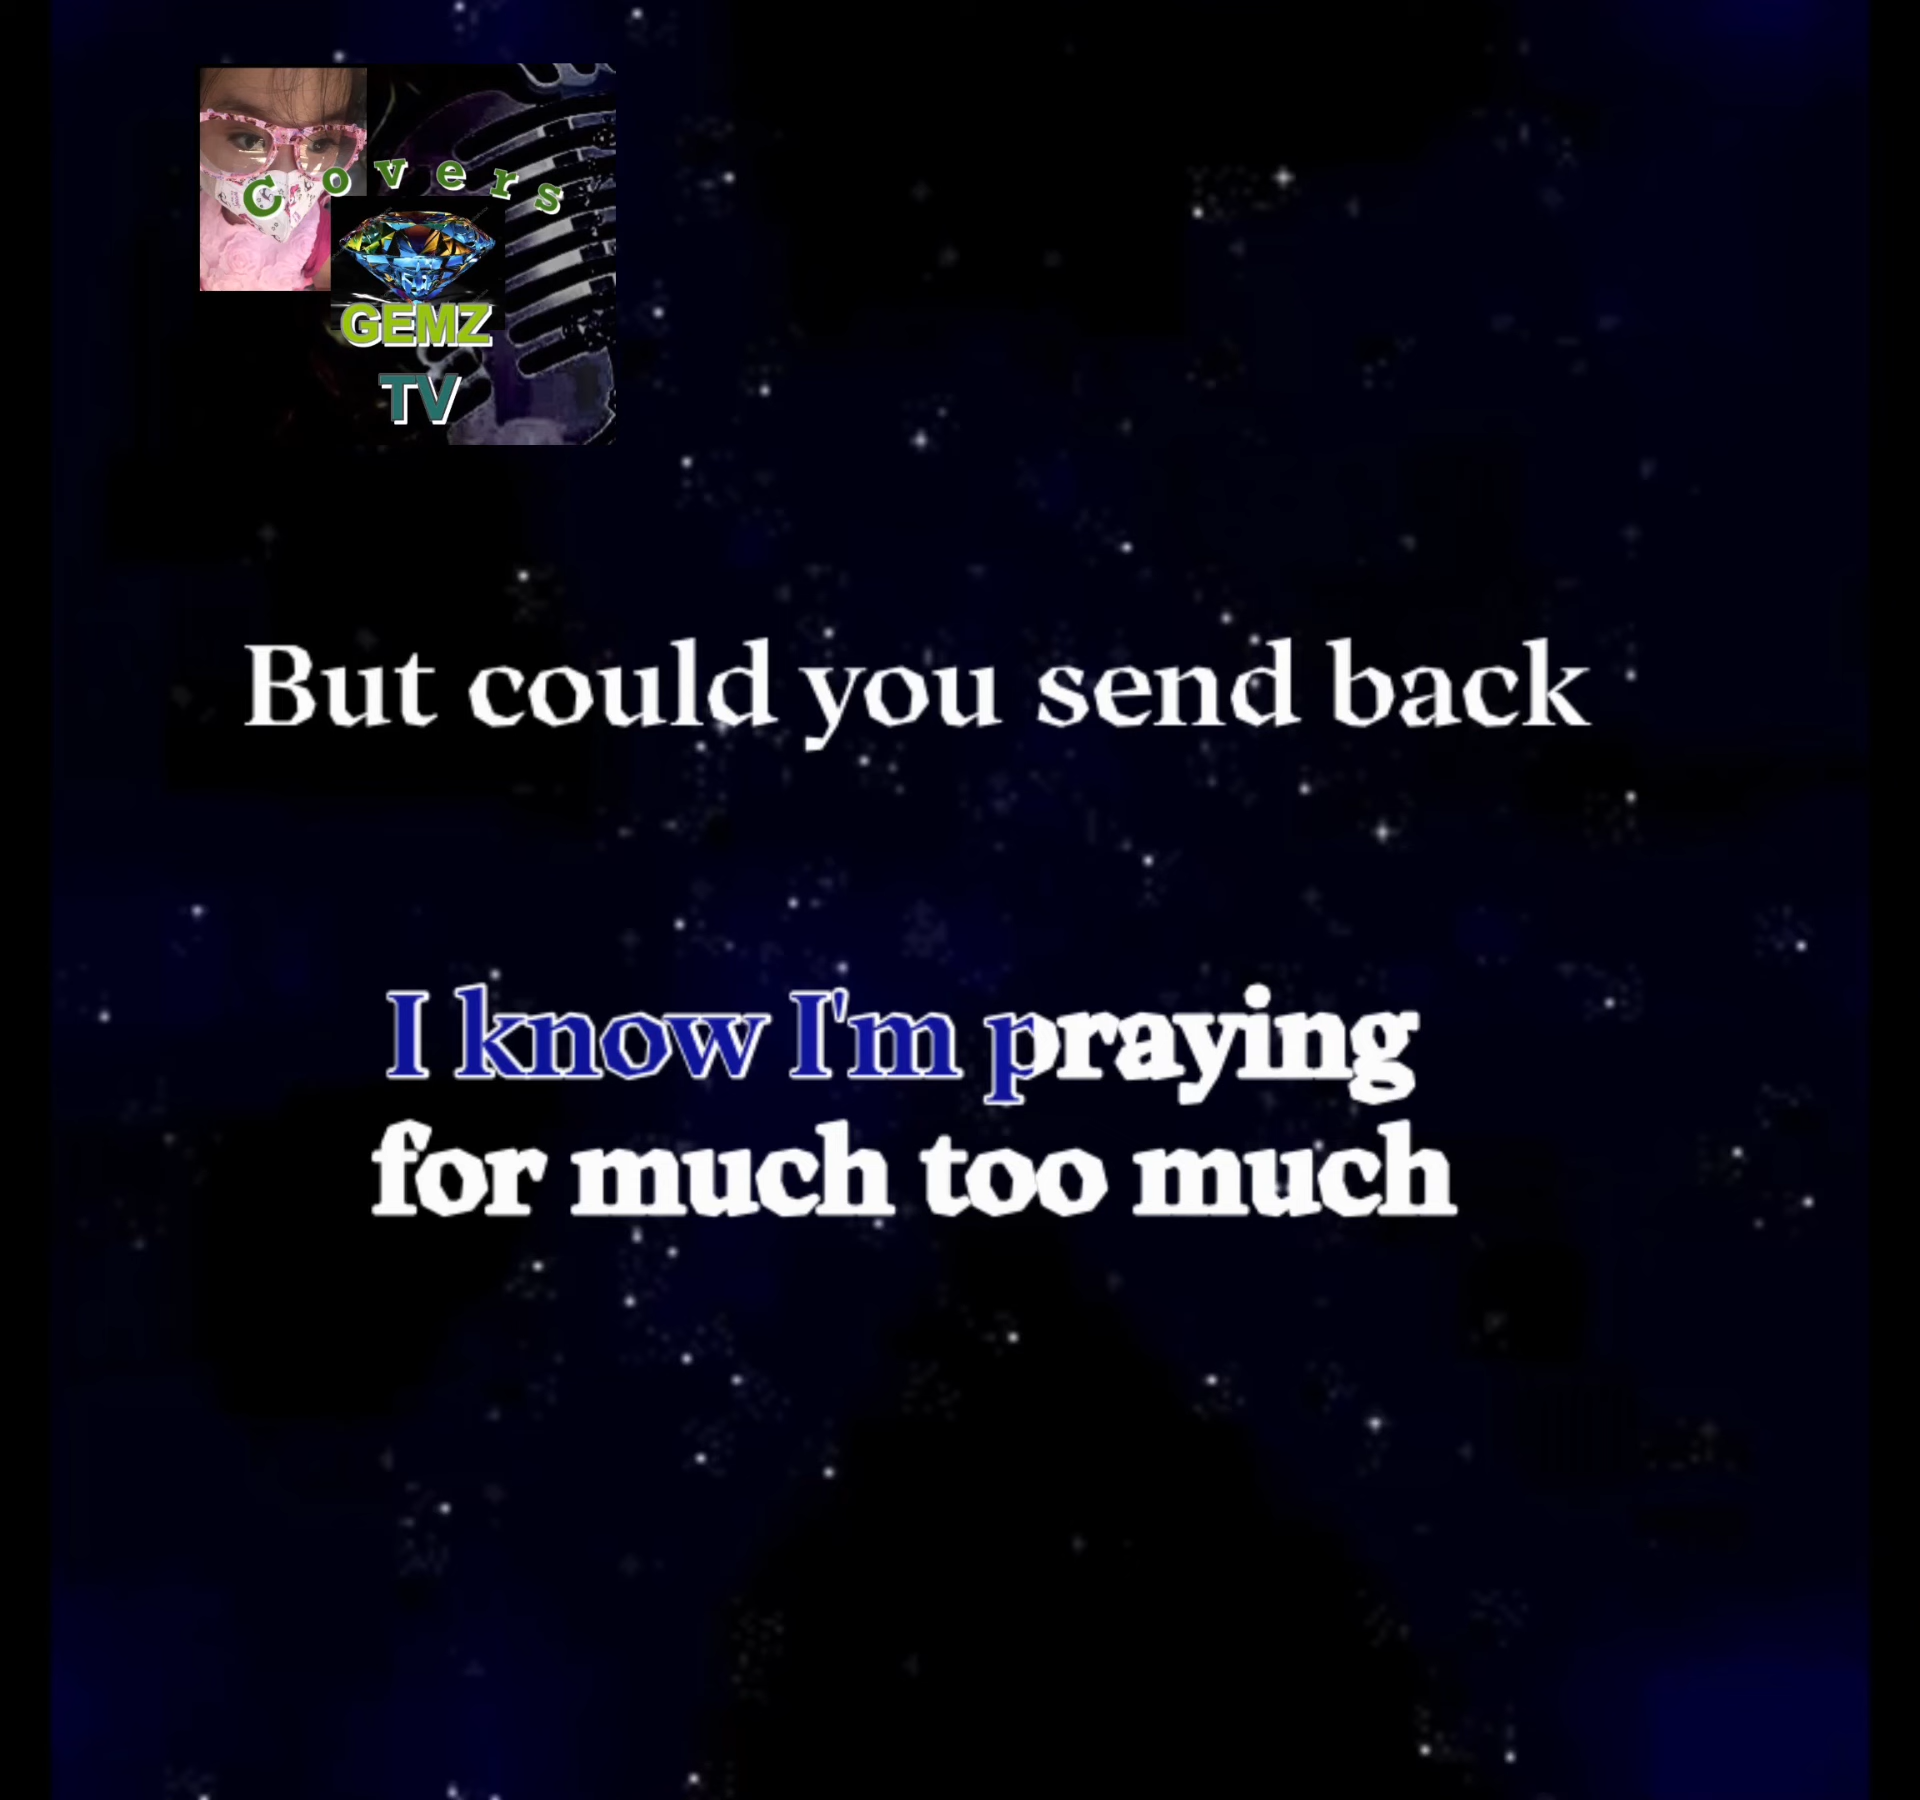 Covers
GEMZ
TV
But could you send back
I know I'm praying
for much too much